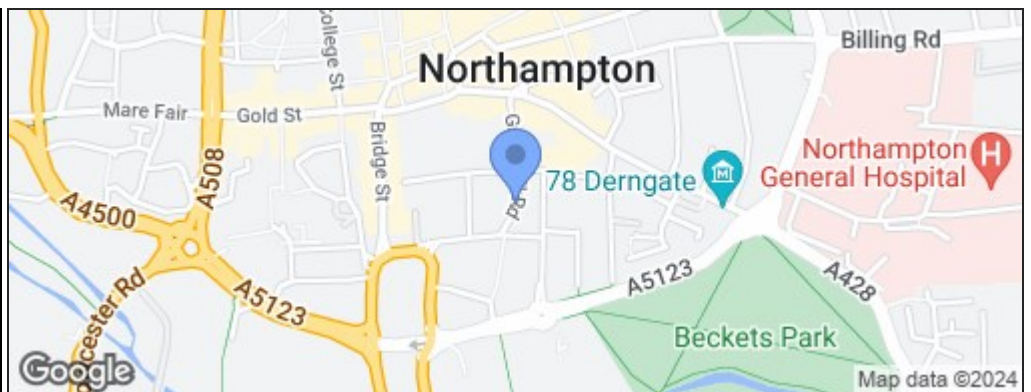 Northampton
Billing Rd
College St
Mare Fair
Gold St
Bridge St
A508
A4500
78 Derngate
Northampton
General Hospital
H
Rd
A5123
A5123
A428
Beckets Park
Google
Map data ©2024